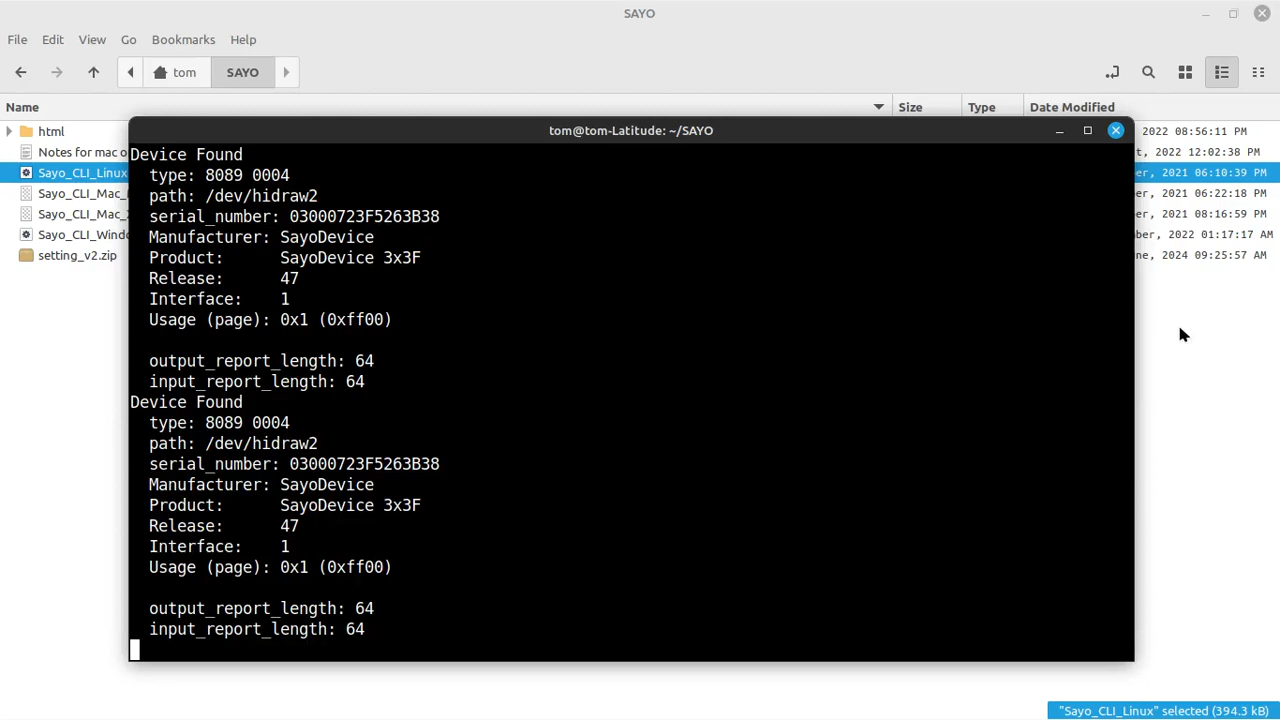 SAYO
File Edit View Go Bookmarks Help
tom SAYO
Name Size Type Date Modified
html 2022 08:56:11 PM
Notes for mac o t, 2022 12:02:38 PM
Sayo_CLI_Linux er, 2021 06:10:39 PM
Sayo_CLI_Mac_ er, 2021 06:22:18 PM
Sayo_CLI_Mac_ er, 2021 08:16:59 PM
Sayo_CLI_Windo ber, 2022 01:17:17 AM
setting_v2.zip ne, 2024 09:25:57 AM
tom@tom-Latitude: ~/SAYO
Device Found
type: 8089 0004
path: /dev/hidraw2
serial_number: 03000723F5263B38
Manufacturer: SayoDevice
Product: SayoDevice 3x3F
Release: 47
Interface: 1
Usage (page): 0x1 (0xff00)
output_report_length: 64
input_report_length: 64
Device Found
type: 8089 0004
path: /dev/hidraw2
serial_number: 03000723F5263B38
Manufacturer: SayoDevice
Product: SayoDevice 3x3F
Release: 47
Interface: 1
Usage (page): 0x1 (0xff00)
output_report_length: 64
input_report_length: 64
"Sayo_CLI_Linux" selected (394.3 kB)